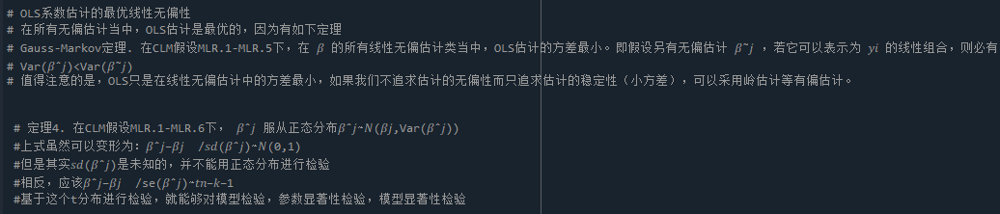 # OLS系数估计的最优线性无偏性
# 在所有无偏估计当中，OLS估计是最优的，因为有如下定理
# Gauss-Markov定理. 在CLM假设MLR.1-MLR.5下，在 β 的所有线性无偏估计类当中，OLS估计的方差最小。即假设另有无偏估计 β~j ，若它可以表示为 yi 的线性组合，则必有
# Var(β^j)<Var(β~j)
# 值得注意的是，OLS只是在线性无偏估计中的方差最小，如果我们不追求估计的无偏性而只追求估计的稳定性（小方差），可以采用岭估计等有偏估计。
# 定理4. 在CLM假设MLR.1-MLR.6下， β^j 服从正态分布β^j~N(βj,Var(β^j))
#上式虽然可以变形为：β^j−βj /sd(β^j)~N(0,1)
#但是其实sd(β^j)是未知的，并不能用正态分布进行检验
#相反，应该β^j−βj /se(β^j)~tn−k−1
#基于这个t分布进行检验，就能够对模型检验，参数显著性检验，模型显著性检验